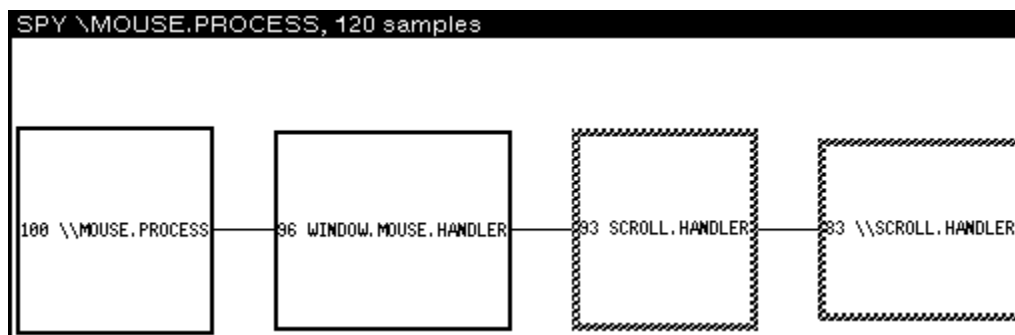 SPY \MOUSE.PROCESS, 120 samples
100 \\MOUSE.PROCESS
96 WINDOW.MOUSE.HANDLER
93 SCROLL.HANDLER
83 \\SCROLL.HANDLER